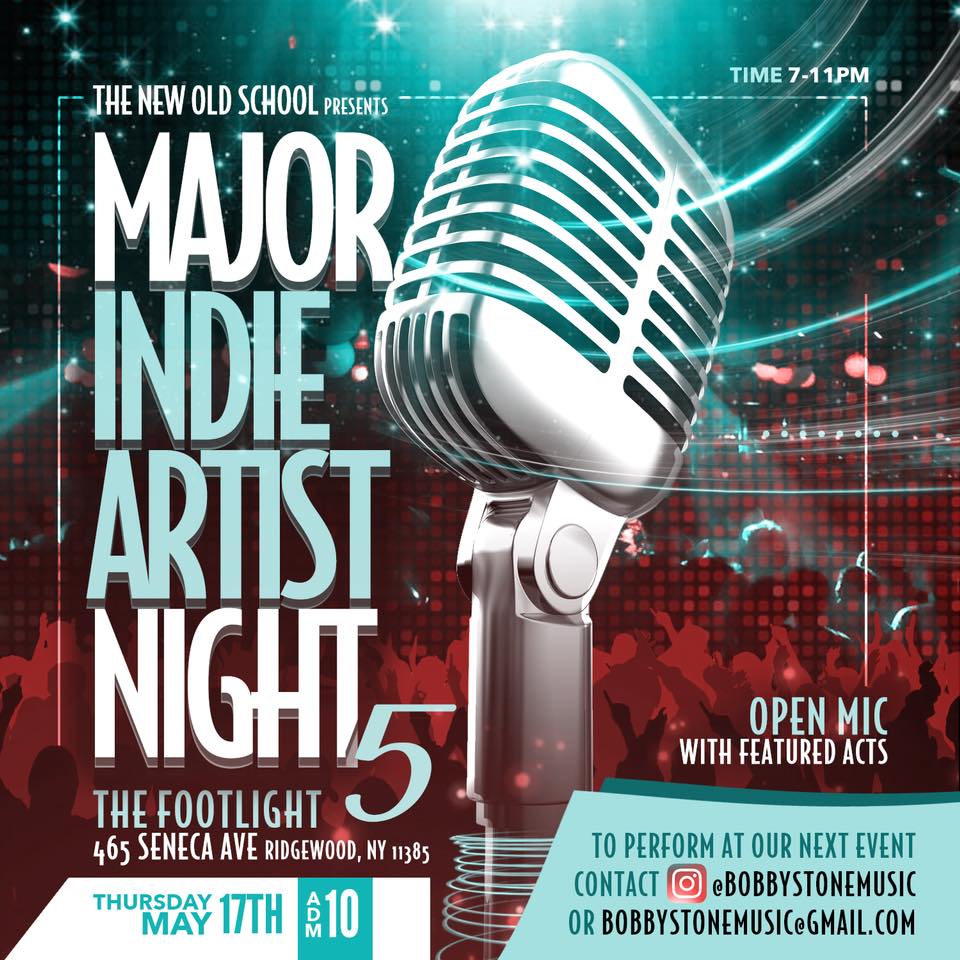 TIME 7-11PM
THE NEW OLD SCHOOL PRESENTS
MAJOR
INDIE
ARTIST
NIGHT
5
THE FOOTLIGHT
465 SENECA AVE RIDGEWOOD, NY 11385
THURSDAY
MAY 17TH
ADM 10
OPEN MIC
WITH FEATURED ACTS
TO PERFORM AT OUR NEXT EVENT
CONTACT @BOBBYSTONEMUSIC
OR BOBBYSTONEMUSIC@GMAIL.COM